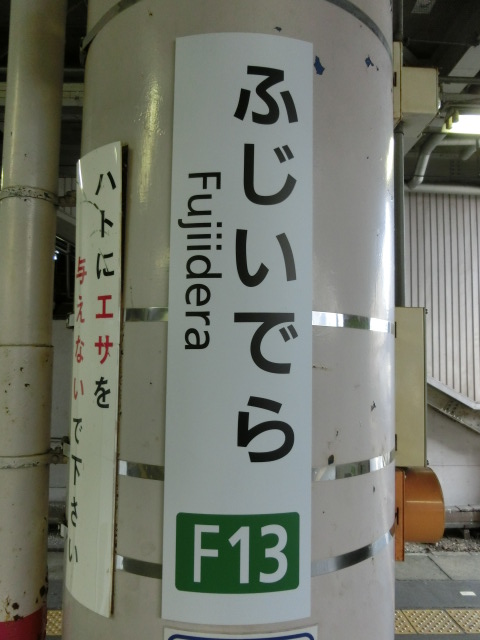 ふじいでら
Fujiidera
F13
ハトにエサを
与えないで下さい